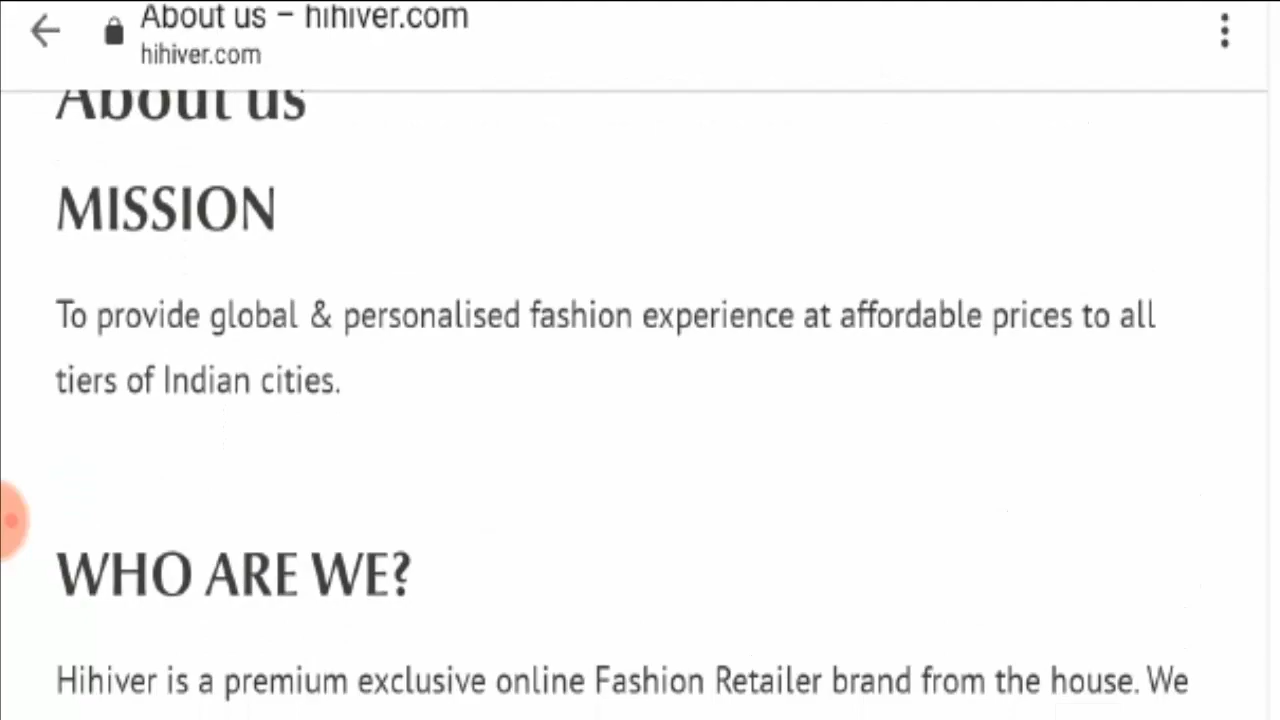 About us – hihiver.com
hihiver.com
About us
MISSION
To provide global & personalised fashion experience at affordable prices to all
tiers of Indian cities.
WHO ARE WE?
Hihiver is a premium exclusive online Fashion Retailer brand from the house. We